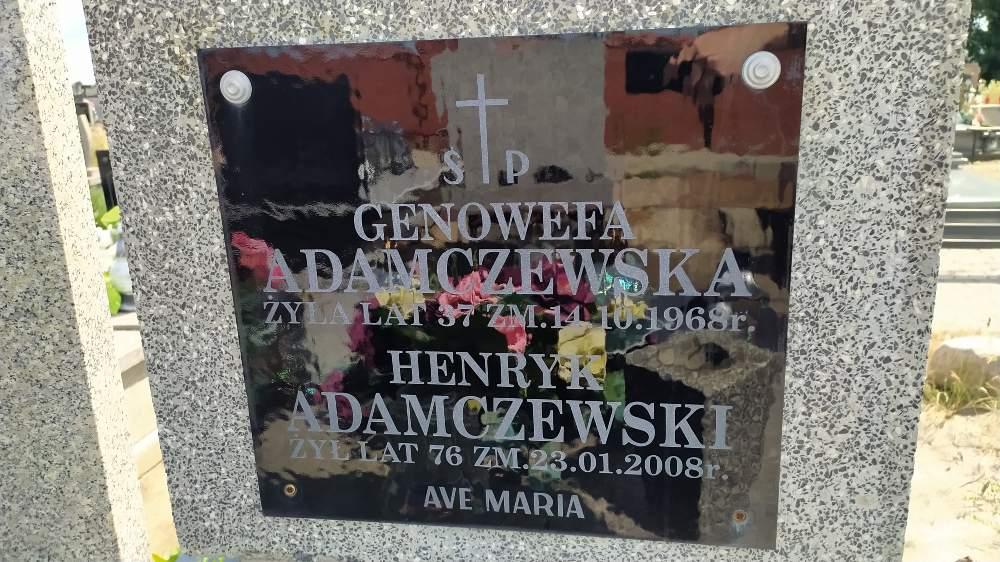 S P
GENOWEFA
ADAMCZEWSKA
ŻYŁA LAT 37 ZM.14.10.1968r.
HENRYK
ADAMCZEWSKI
ŻYŁ LAT 76 ZM.23.01.2008r.
AVE MARIA